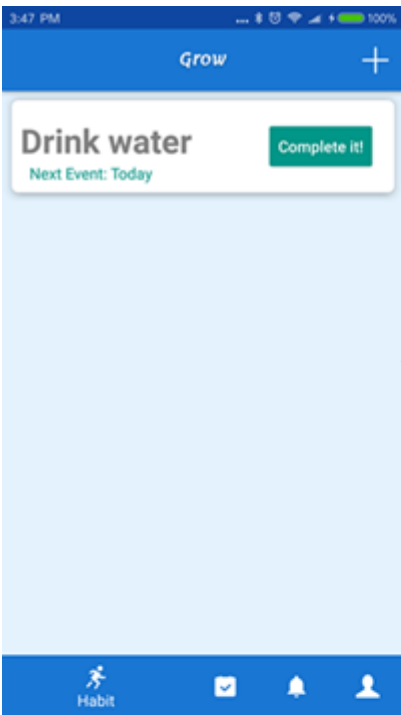 3:47 PM
... 100%
Grow
Drink water
Complete it!
Next Event: Today
Habit